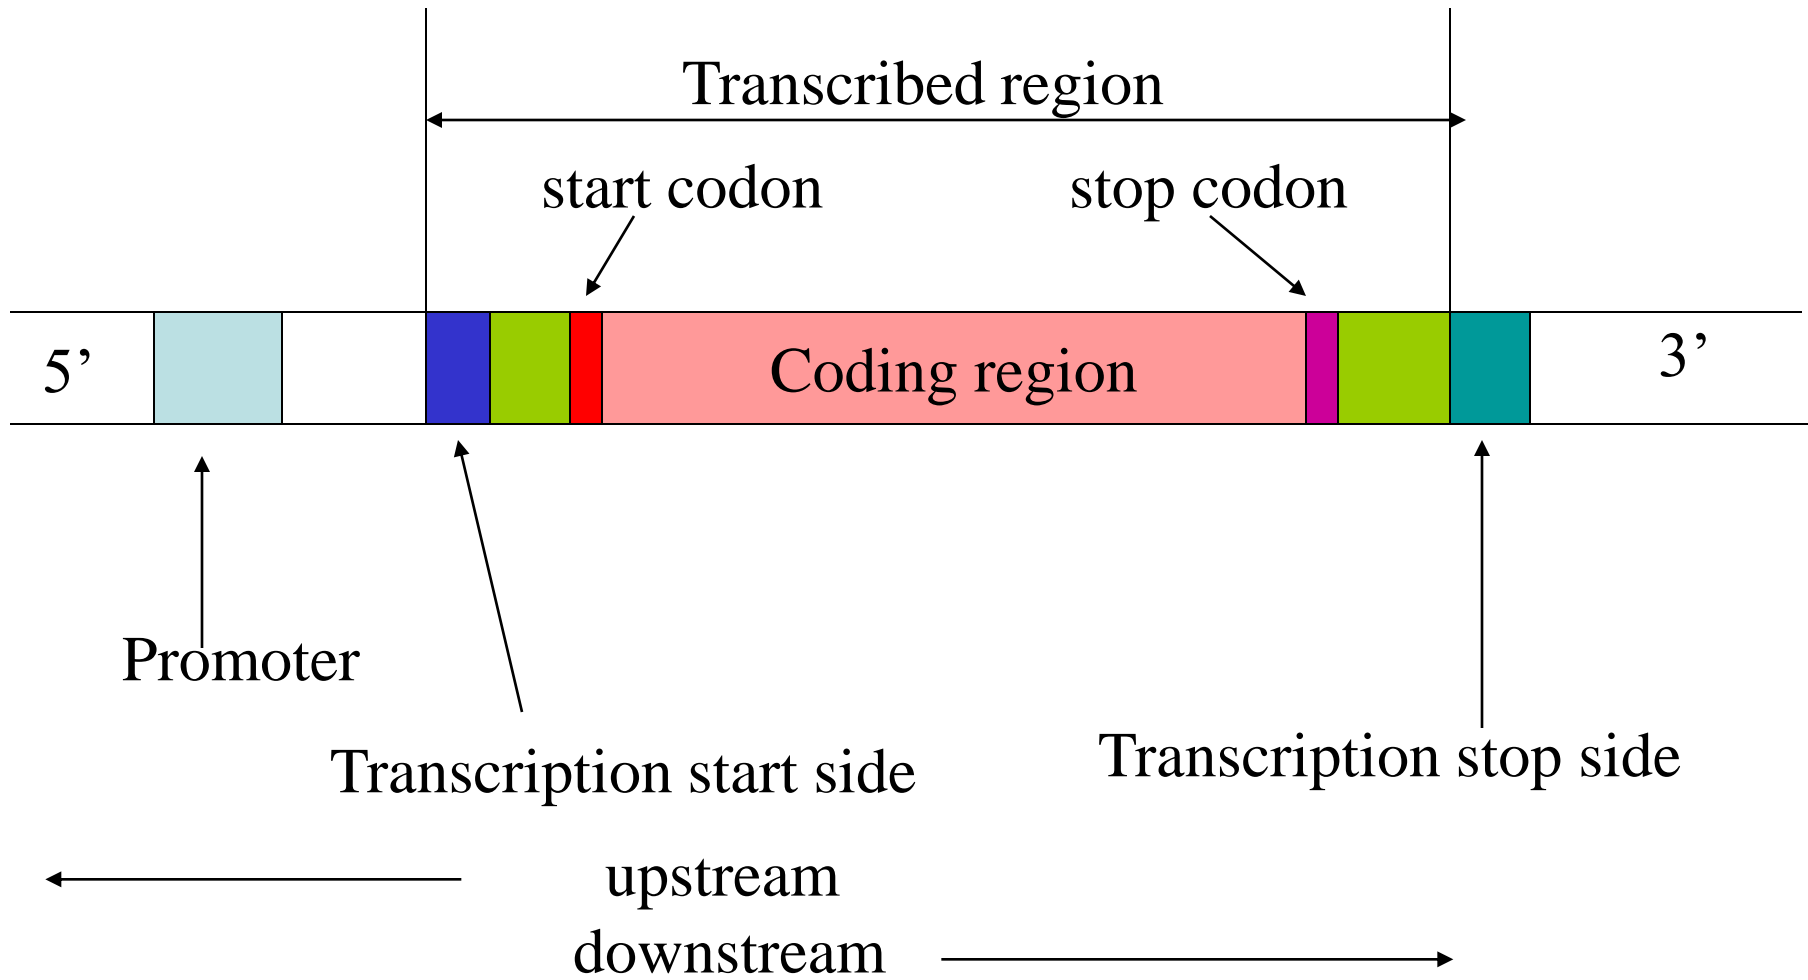 Transcribed region
start codon
stop codon
5’
Coding region
3’
Promoter
Transcription start side
Transcription stop side
upstream
downstream